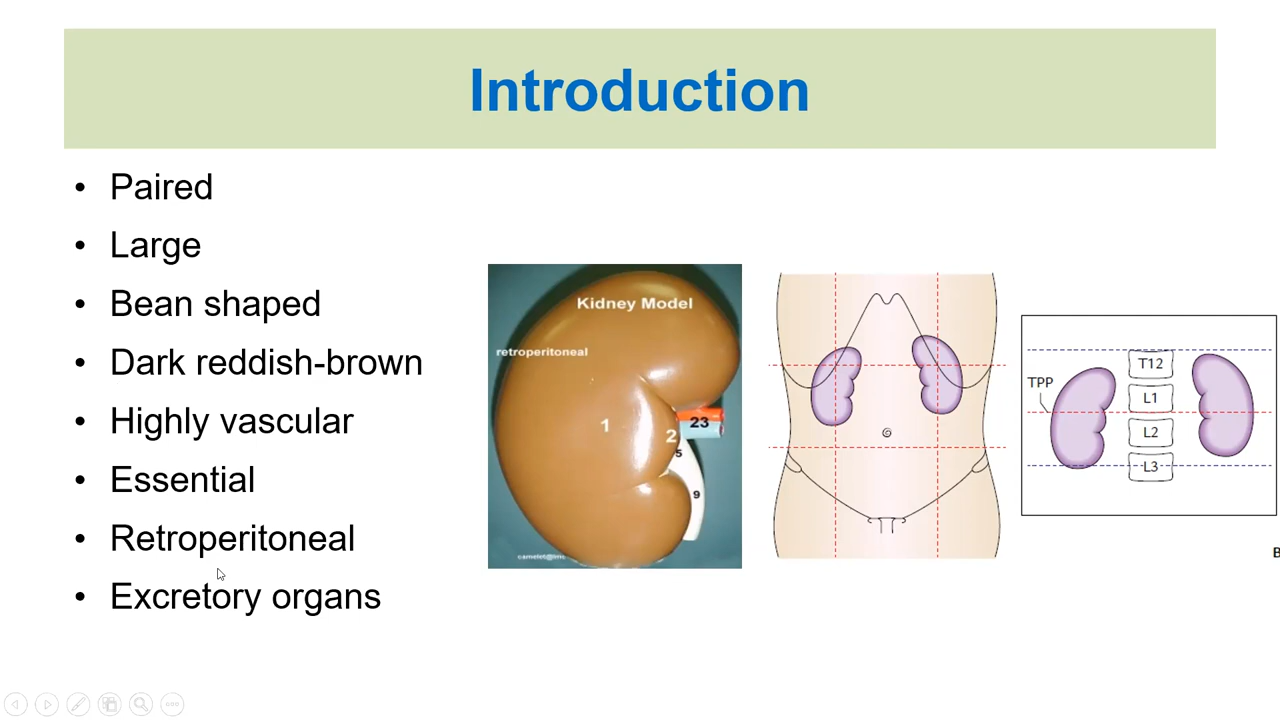 Introduction
• Paired
• Large
• Bean shaped
• Dark reddish-brown
• Highly vascular
• Essential
• Retroperitoneal
• Excretory organs
Kidney Model
retroperitoneal
1
2
23
5
9
TPP
T12
L1
L2
L3
B